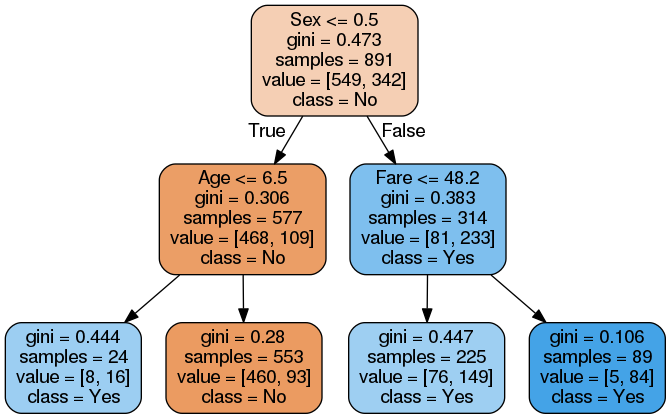 Sex <= 0.5
gini = 0.473
samples = 891
value = [549, 342]
class = No
True
False
Age <= 6.5
gini = 0.306
samples = 577
value = [468, 109]
class = No
Fare <= 48.2
gini = 0.383
samples = 314
value = [81, 233]
class = Yes
gini = 0.444
samples = 24
value = [8, 16]
class = Yes
gini = 0.28
samples = 553
value = [460, 93]
class = No
gini = 0.447
samples = 225
value = [76, 149]
class = Yes
gini = 0.106
samples = 89
value = [5, 84]
class = Yes